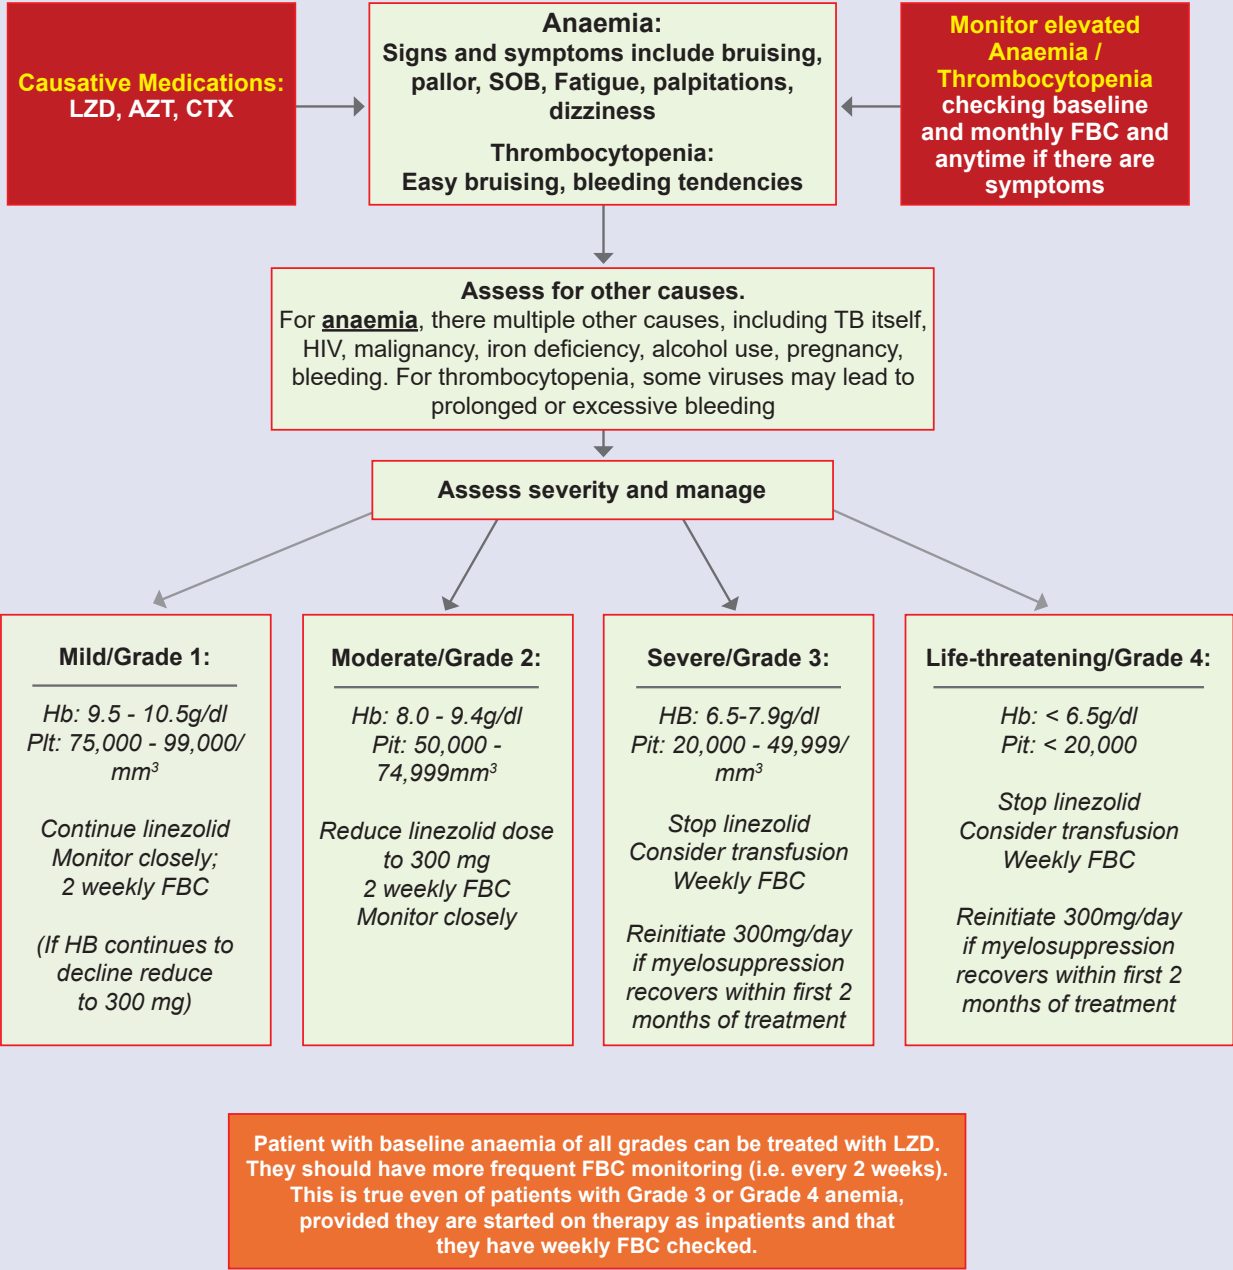 Causative Medications:
LZD, AZT, CTX
Anaemia:
Signs and symptoms include bruising,
pallor, SOB, Fatigue, palpitations,
dizziness
Thrombocytopenia:
Easy bruising, bleeding tendencies
Monitor elevated
Anaemia /
Thrombocytopenia
checking baseline
and monthly FBC and
anytime if there are
symptoms
Assess for other causes.
For anaemia, there multiple other causes, including TB itself,
HIV, malignancy, iron deficiency, alcohol use, pregnancy,
bleeding. For thrombocytopenia, some viruses may lead to
prolonged or excessive bleeding
Assess severity and manage
Mild/Grade 1:
Hb: 9.5 - 10.5g/dl
Plt: 75,000 - 99,000/
mm³
Continue linezolid
Monitor closely;
2 weekly FBC
(If HB continues to
decline reduce
to 300 mg)
Moderate/Grade 2:
Hb: 8.0 - 9.4g/dl
Pit: 50,000 -
74,999mm³
Reduce linezolid dose
to 300 mg
2 weekly FBC
Monitor closely
Severe/Grade 3:
HB: 6.5-7.9g/dl
Pit: 20,000 - 49,999/
mm³
Stop linezolid
Consider transfusion
Weekly FBC
Reinitiate 300mg/day
if myelosuppression
recovers within first 2
months of treatment
Life-threatening/Grade 4:
Hb: < 6.5g/dl
Pit: < 20,000
Stop linezolid
Consider transfusion
Weekly FBC
Reinitiate 300mg/day
if myelosuppression
recovers within first 2
months of treatment
Patient with baseline anaemia of all grades can be treated with LZD.
They should have more frequent FBC monitoring (i.e. every 2 weeks).
This is true even of patients with Grade 3 or Grade 4 anemia,
provided they are started on therapy as inpatients and that
they have weekly FBC checked.